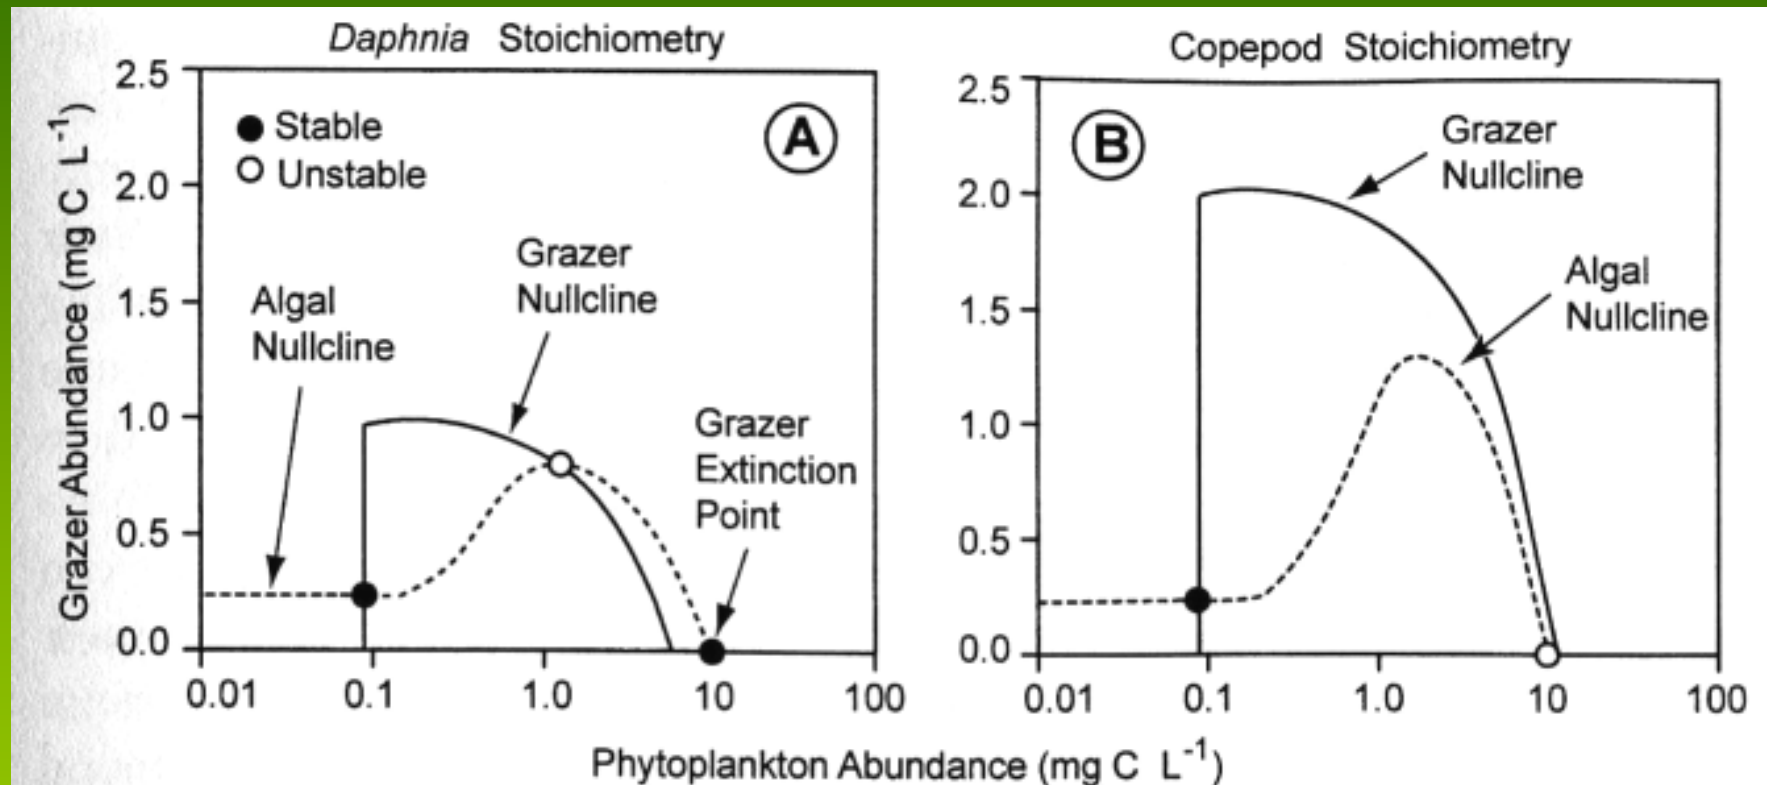 Daphnia Stoichiometry
Grazer Abundance (mg C L-1)
2.5
2.0
1.5
1.0
0.5
0.0
Stable
Unstable
A
Algal
Nullcline
Grazer
Nullcline
Grazer
Extinction
Point
0.01 0.1 1.0 10 100
Copepod Stoichiometry
2.5
2.0
1.5
1.0
0.5
0.0
B
Grazer
Nullcline
Algal
Nullcline
0.01 0.1 1.0 10 100
Phytoplankton Abundance (mg C L-1)